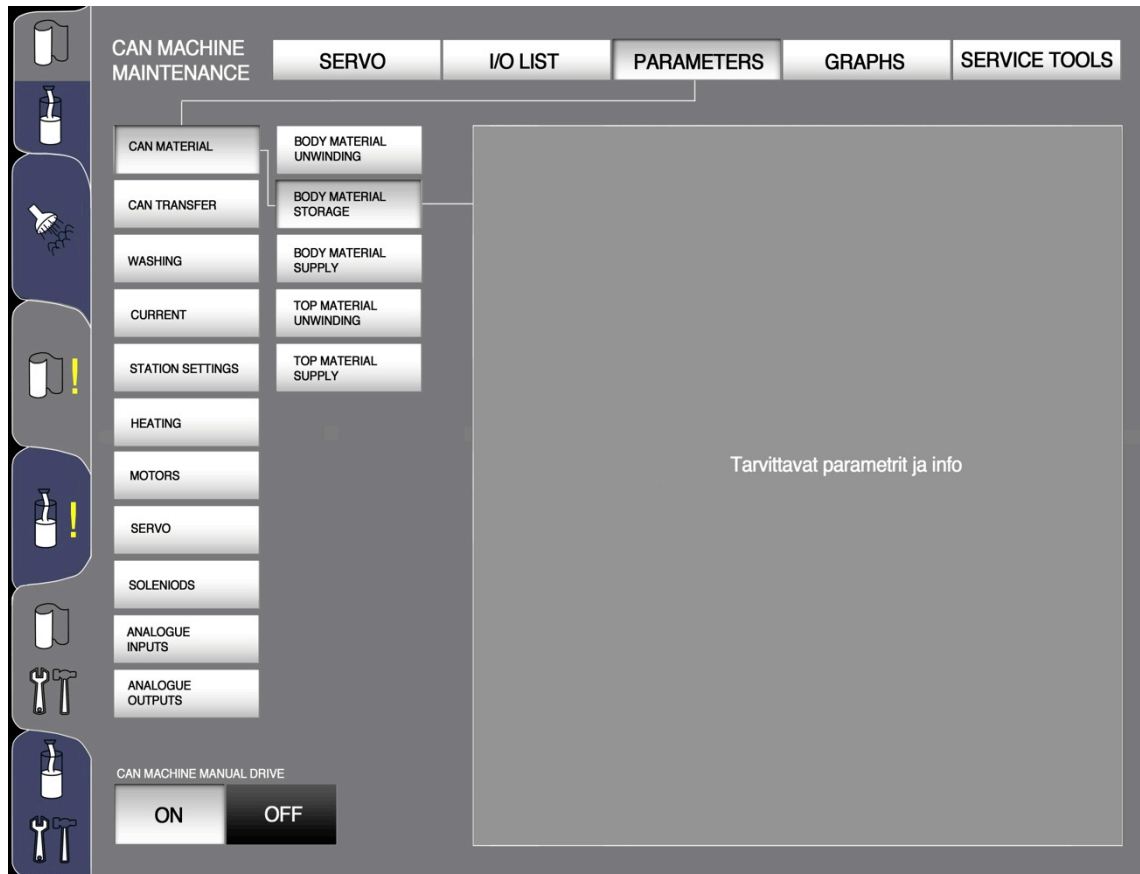 CAN MACHINE
MAINTENANCE
SERVO
I/O LIST
PARAMETERS
GRAPHS
SERVICE TOOLS
CAN MATERIAL
CAN TRANSFER
WASHING
CURRENT
STATION SETTINGS
HEATING
MOTORS
SERVO
SOLENIODS
ANALOGUE
INPUTS
ANALOGUE
OUTPUTS
BODY MATERIAL
UNWINDING
BODY MATERIAL
STORAGE
BODY MATERIAL
SUPPLY
TOP MATERIAL
UNWINDING
TOP MATERIAL
SUPPLY
Tarvittavat parametrit ja info
!
!
CAN MACHINE MANUAL DRIVE
ON
OFF